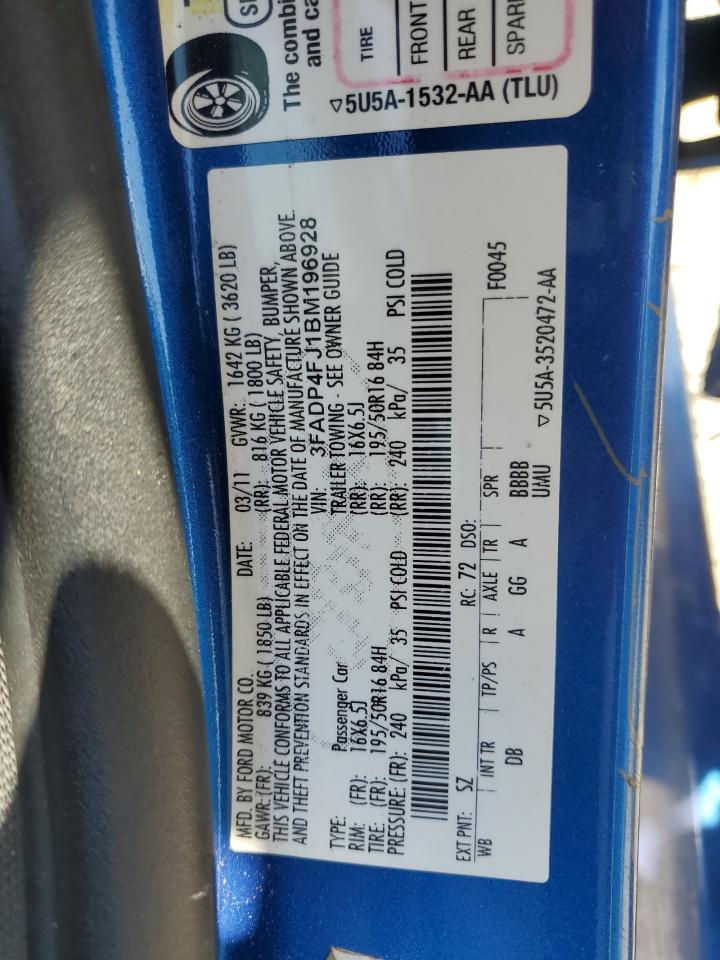 The combi
and ca
TIRE
FRONT
REAR
SPARE
▽5U5A-1532-AA (TLU)
MFD. BY FORD MOTOR CO. DATE: 03/11 GVWR: 1642 KG ( 3620 LB)
GAWR: (FR): 839 KG ( 1850 LB) (RR): 816 KG ( 1800 LB)
THIS VEHICLE CONFORMS TO ALL APPLICABLE FEDERAL MOTOR VEHICLE SAFETY, BUMPER,
AND THEFT PREVENTION STANDARDS IN EFFECT ON THE DATE OF MANUFACTURE SHOWN ABOVE.
VIN: 3FADP4FJ1BM196928
TYPE: Passenger Car TRAILER TOWING - SEE OWNER GUIDE
RIM: (FR): 16X6.5J (RR): 16X6.5J
TIRE: (FR): 195/50R16 84H (RR): 195/50R16 84H
PRESSURE: (FR): 240 kPa/ 35 PSI COLD (RR): 240 kPa/ 35 PSI COLD
EXT PNT: SZ RC: 72 DSO: F0045
WB INT TR TP/PS R AXLE TR SPR
DB A GG A BBBB
UMU
▽5U5A-3520472-AA